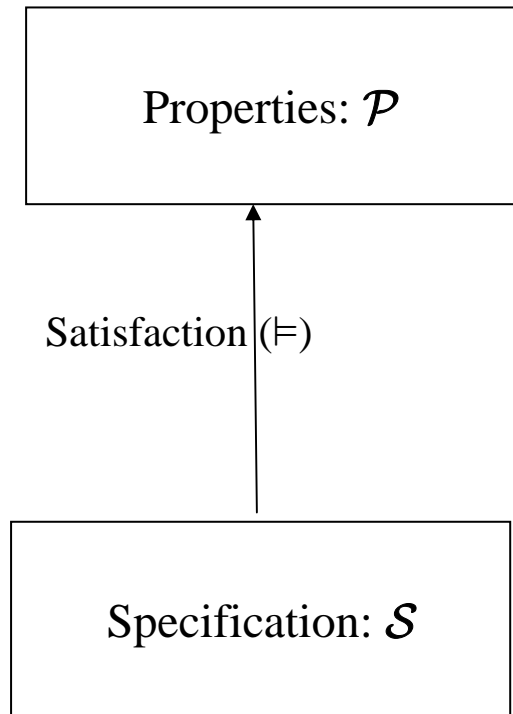 Properties: 𝒫
Satisfaction (⊨)
Specification: 𝒮